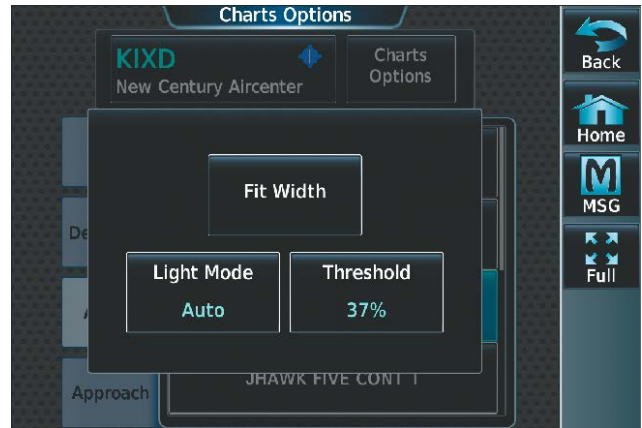 Charts Options
KIXD
New Century Aircenter
Charts
Options
Back
Home
MSG
Full
Fit Width
Light Mode
Auto
Threshold
37%
De
A
Approach
JHAWK FIVE CONT 1